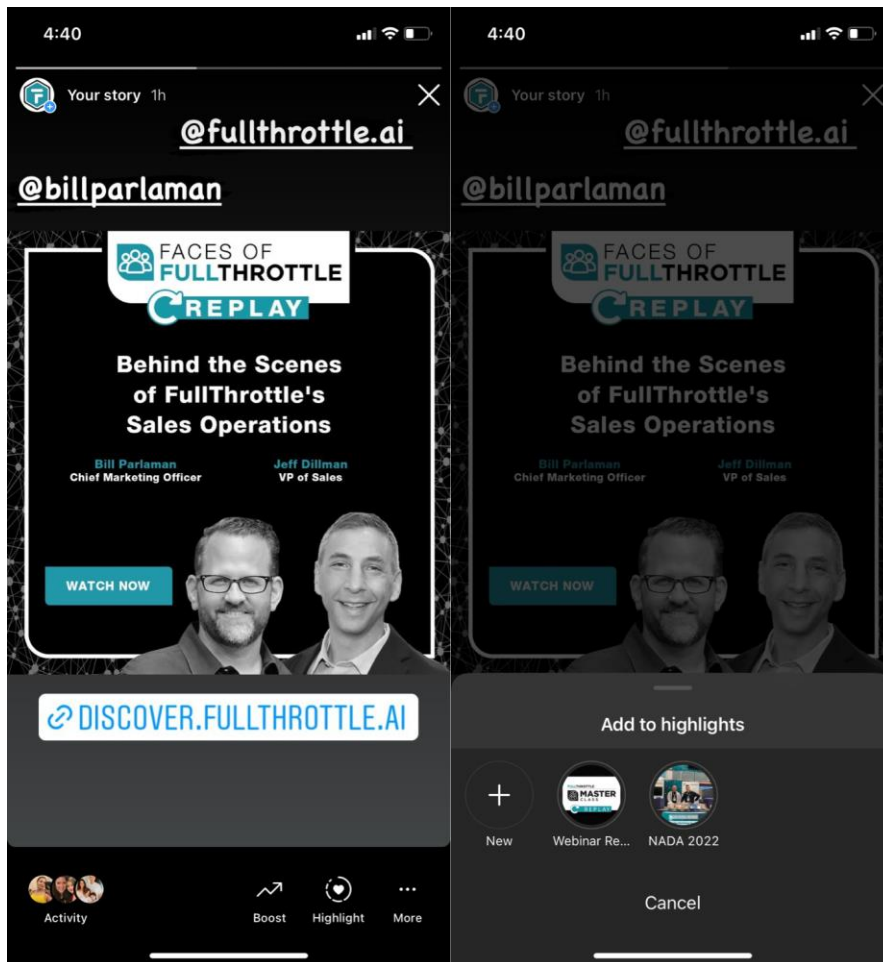 4:40
Your story 1h
@fullthrottle.ai
@billparlaman
FACES OF
FULLTHROTTLE
REPLAY
Behind the Scenes
of FullThrottle's
Sales Operations
Bill Parlaman
Chief Marketing Officer
Jeff Dillman
VP of Sales
WATCH NOW
DISCOVER.FULLTHROTTLE.AI
Activity
Boost
Highlight
More
4:40
Your story 1h
@fullthrottle.ai
@billparlaman
FACES OF
FULLTHROTTLE
REPLAY
Behind the Scenes
of FullThrottle's
Sales Operations
Bill Parlaman
Chief Marketing Officer
Jeff Dillman
VP of Sales
WATCH NOW
Add to highlights
MASTER
CLASS
REPLAY
New
Webinar Re...
NADA 2022
Cancel